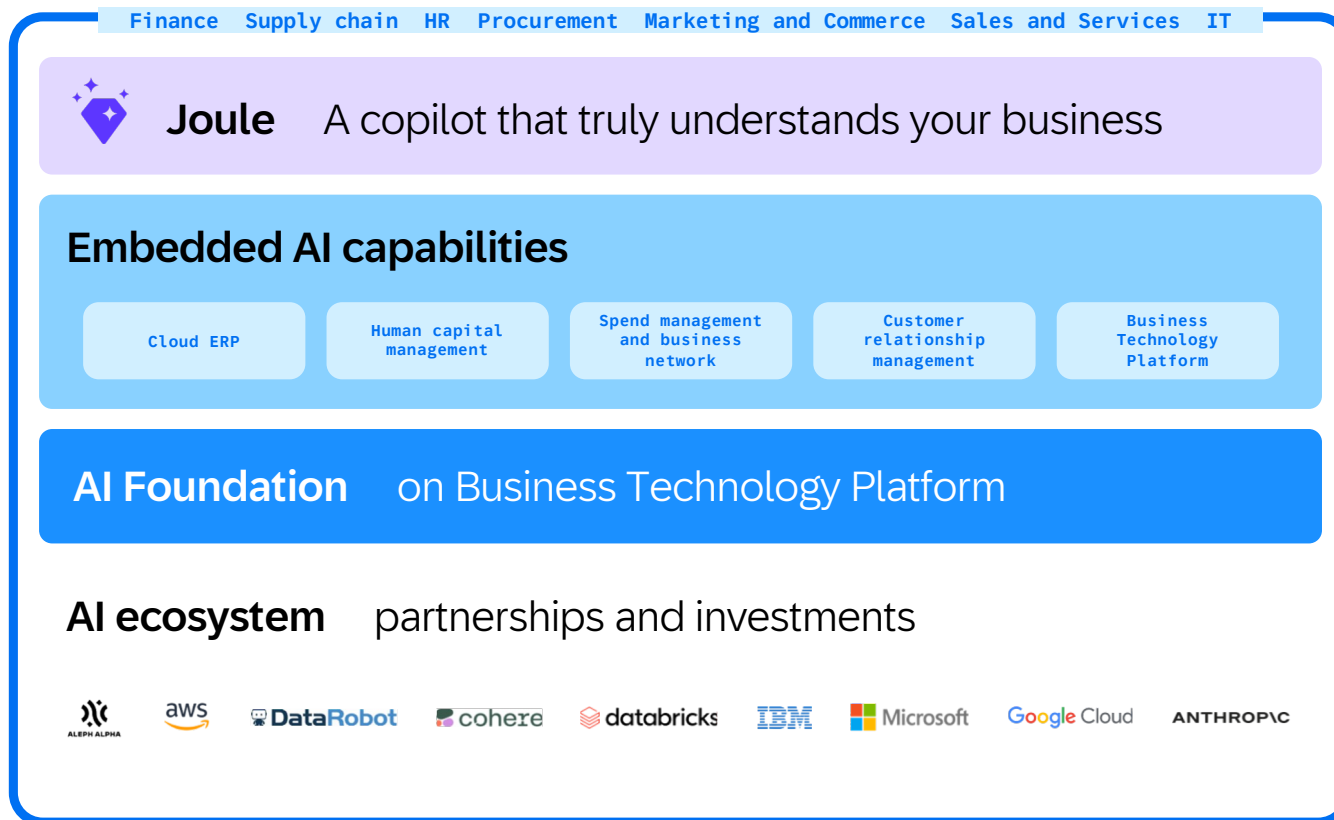 Finance Supply chain HR Procurement Marketing and Commerce Sales and Services IT
Joule A copilot that truly understands your business
Embedded AI capabilities
Cloud ERP
Human capital
management
Spend management
and business
network
Customer
relationship
management
Business
Technology
Platform
AI Foundation on Business Technology Platform
AI ecosystem partnerships and investments
ALEPH ALPHA
aws
DataRobot
cohere
databricks
IBM
Microsoft
Google Cloud
ANTHROP\C